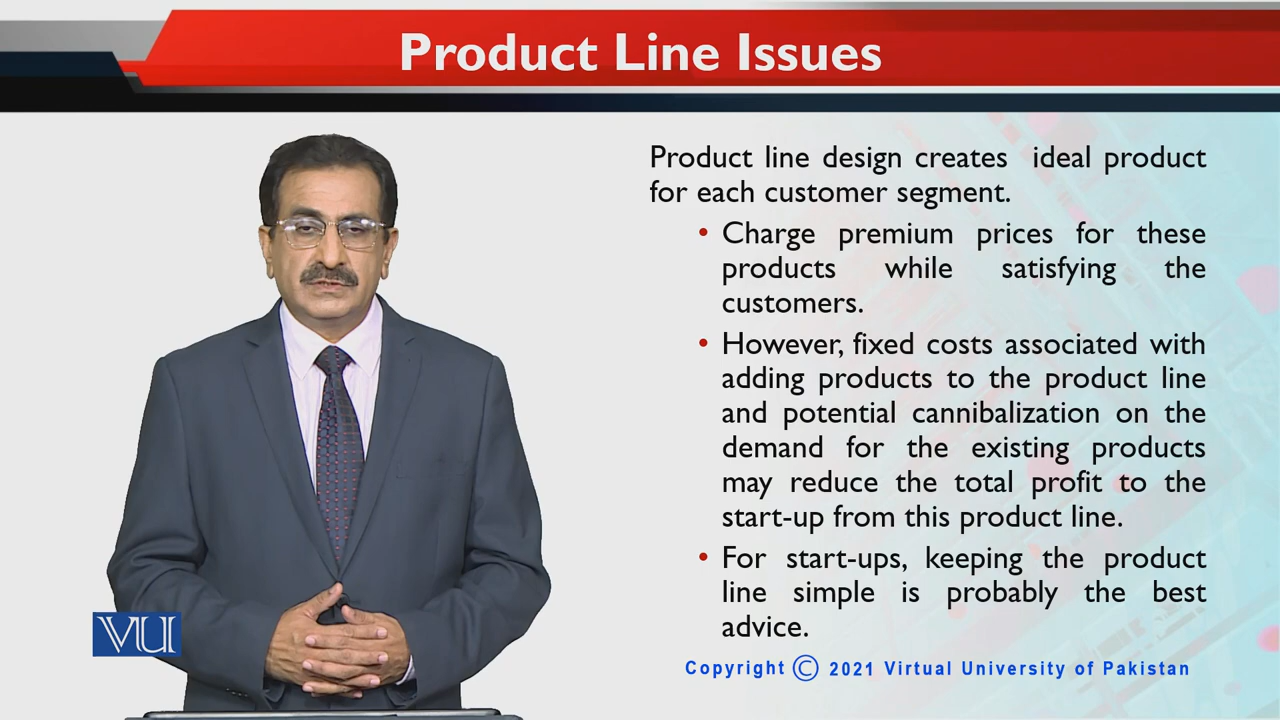 Product Line Issues
Product line design creates ideal product
for each customer segment.
• Charge premium prices for these
products while satisfying the
customers.
• However, fixed costs associated with
adding products to the product line
and potential cannibalization on the
demand for the existing products
may reduce the total profit to the
start-up from this product line.
• For start-ups, keeping the product
line simple is probably the best
advice.
VU
Copyright © 2021 Virtual University of Pakistan